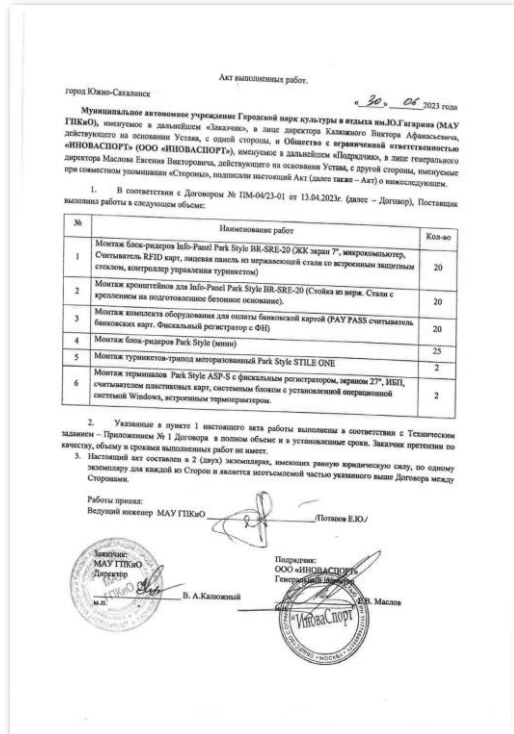 Акт выполненных работ.
город Южно-Сахалинск
«30» 06 2023 года
Муниципальное автономное учреждение Городской парк культуры и отдыха им.Ю.Гагарина (МАУ
ГПКиО), именуемое в дальнейшем «Заказчик», в лице директора Калюжного Виктора Афанасьевича,
действующего на основании Устава, с одной стороны, и Общество с ограниченной ответственностью
«ИНОВАСПОРТ» (ООО «ИНОВАСПОРТ»), именуемое в дальнейшем «Подрядчик», в лице генерального
директора Маслова Евгения Викторовича, действующего на основании Устава, с другой стороны, именуемые
при совместном упоминании «Стороны», подписали настоящий Акт (далее также – Акт) о нижеследующем.
1. В соответствии с Договором № ПМ-04/23-01 от 13.04.2023г. (далее – Договор), Поставщик
выполнил работы в следующем объеме:
№ Наименование работ Кол-во
1 Монтаж блок-ридеров Info-Panel Park Style BR-SRE-20 (ЖК экран 7", микрокомпьютер,
Считыватель RFID карт, лицевая панель из нержавеющей стали со встроенным защитным
стеклом, контроллер управления турникетом) 20
2 Монтаж кронштейнов для Info-Panel Park Style BR-SRE-20 (Стойка из нерж. Стали с
креплением на подготовленное бетонное основание). 20
3 Монтаж комплекта оборудования для оплаты банковской картой (PAY PASS считыватель
банковских карт. Фискальный регистратор с ФН) 20
4 Монтаж блок-ридеров Park Style (мини) 25
5 Монтаж турникетов-трипод моторизованный Park Style STILE ONE 2
6 Монтаж терминалов Park Style ASP-S с фискальным регистратором, экраном 27", ИБП,
считывателем пластиковых карт, системным блоком с установленной операционной
системой Windows, встроенным термопринтером. 2
2. Указанные в пункте 1 настоящего акта работы выполнены в соответствии с Техническим
заданием – Приложением № 1 Договора в полном объеме и в установленные сроки. Заказчик претензии по
качеству, объему и сроками выполненных работ не имеет.
3. Настоящий акт составлен в 2 (двух) экземплярах, имеющих равную юридическую силу, по одному
экземпляру для каждой из Сторон и является неотъемлемой частью указанного выше Договора между
Сторонами.
Работы принял:
Ведущий инженер МАУ ГПКиО /Потапов Е.Ю./
Заказчик:
МАУ ГПКиО
Директор
В. А.Калюжный
м.п.
Подрядчик:
ООО «ИНОВАСПОРТ»
Генеральный директор
Е.В. Маслов
"ИноваСпорт"
МОСКВА